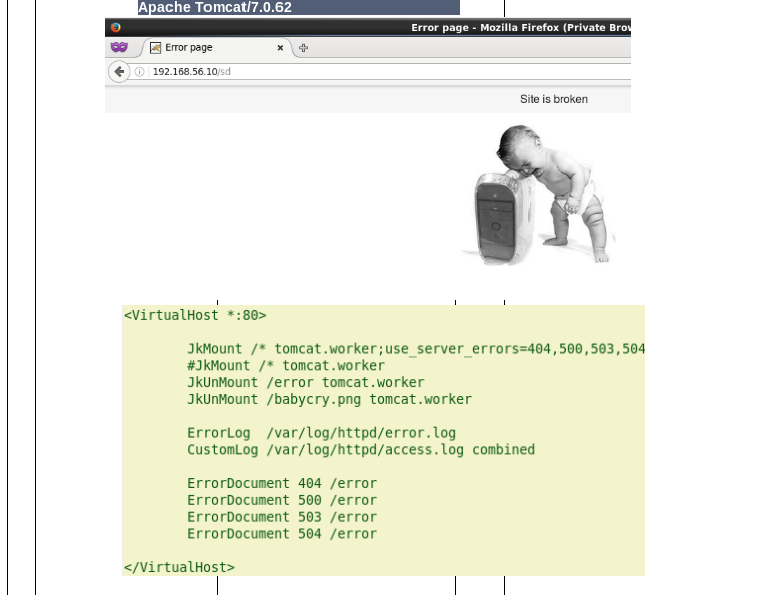 Apache Tomcat/7.0.62
Error page - Mozilla Firefox (Private Brow
Error page
192.168.56.10/sd
Site is broken
<VirtualHost *:80>
JkMount /* tomcat.worker;use_server_errors=404,500,503,504
#JkMount /* tomcat.worker
JkUnMount /error tomcat.worker
JkUnMount /babycry.png tomcat.worker
ErrorLog  /var/log/httpd/error.log
CustomLog /var/log/httpd/access.log combined
ErrorDocument 404 /error
ErrorDocument 500 /error
ErrorDocument 503 /error
ErrorDocument 504 /error
</VirtualHost>